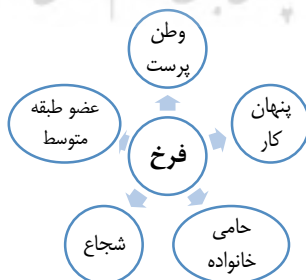 وطن
پرست
پنهان
کار
عضو طبقه
متوسط
فرخ
حامی
خانواده
شجاع